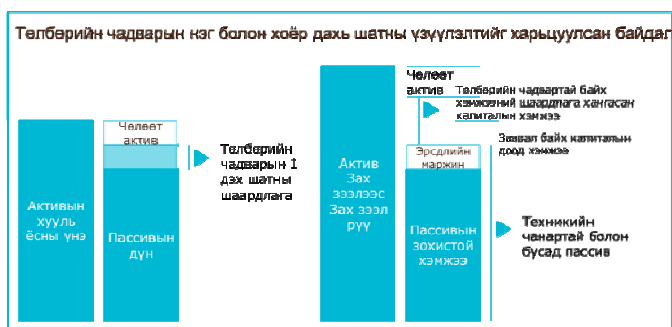 Төлбөрийн чадварын нэг болон хоёр дахь шатны үзүүлэлтийг харьцуулсан байдал
Чөлөөт
актив
Төлбөрийн
чадварын 1
дэх шатны
шаардлага
Активын
хууль
ёсны үнэ
Пассивын
дүн
Чөлөөт
актив
Төлбөрийн чадвартай байх
хэмжээний шаардлага хангасан
капиталын хэмжээ
Заавал байх капиталын
доод хэмжээ
Эрсдлийн
маржин
Актив
Зах
зээлээс
Зах зээл
рүү
Пассивын
зохистой
хэмжээ
Техникийн
чанартай болон
бусад пассив